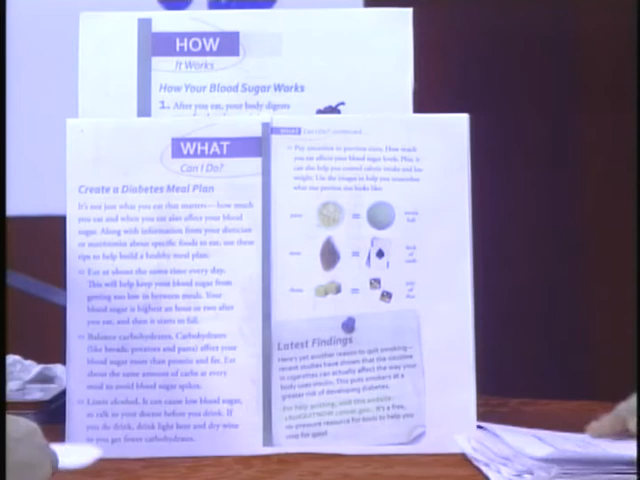 HOW
It Works
How Your Blood Sugar Works
1. After you eat, your body digests
WHAT
Can I Do?
Create a Diabetes Meal Plan
It's not just what you eat that matters—how much
you eat and when you eat also affect your blood
sugar. Along with information from your dietician
or nutritionist about specific foods to eat, use these
tips to help build a healthy meal plan:
Eat at about the same time every day.
This will help keep your blood sugar from
getting too low in between meals. Your
blood sugar is highest an hour or two after
you eat, and then it starts to fall.
Balance carbohydrates. Carbohydrates
(like breads, potatoes and pasta) affect your
blood sugar more than protein and fat. Eat
about the same amount of carbs at every
meal to avoid blood sugar spikes.
Limit alcohol. It can cause low blood sugar,
so talk to your doctor before you drink. If
you do drink, drink light beer and dry wine
so you get fewer carbohydrates.
WHAT Can I Do? continued
Pay attention to portion sizes. How much
you eat affects your blood sugar levels. Plus, it
can also help you control calorie intake and lose
weight. Use the images to help you remember
what one portion size looks like:
=
=
=
Latest Findings
Here's yet another reason to quit smoking—
recent studies have shown that the nicotine
in cigarettes can actually affect the way your
body uses insulin. This puts smokers at a
greater risk of developing diabetes.
For help quitting, visit this website:
It's a free,
no-pressure resource for tools to help you
stop for good!